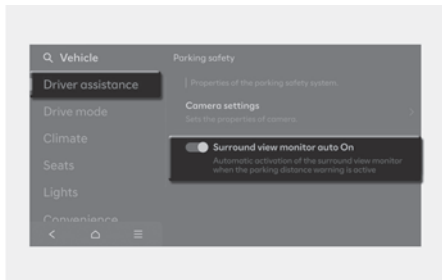 Vehicle
Parking safety
Driver assistance
Properties of the parking safety system.
Drive mode
Camera settings
Sets the properties of camera.
Climate
Surround view monitor auto On
Seats
Automatic activation of the surround view monitor
when the parking distance warning is active
Lights
Convenience